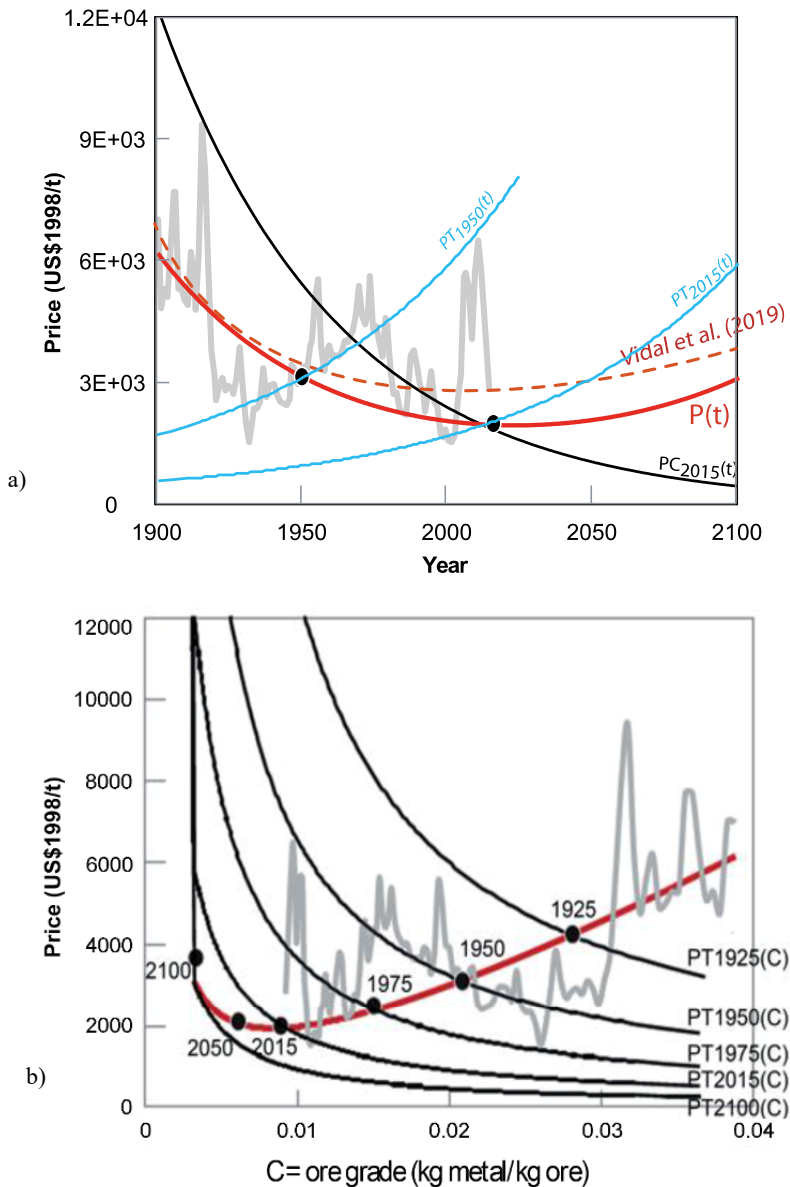 1.2E+04
9E+03
6E+03
3E+03
0
Price (US$1998/t)
PT1950(t)
PT2015(t)
Vidal et al. (2019)
P(t)
PC2015(t)
a)
1900 1950 2000 2050 2100
Year
12000
10000
8000
6000
4000
2000
0
Price (US$1998/t)
1925
1950
1975
2100
2050 2015
PT1925(C)
PT1950(C)
PT1975(C)
PT2015(C)
PT2100(C)
b)
0 0.01 0.02 0.03 0.04
C= ore grade (kg metal/kg ore)